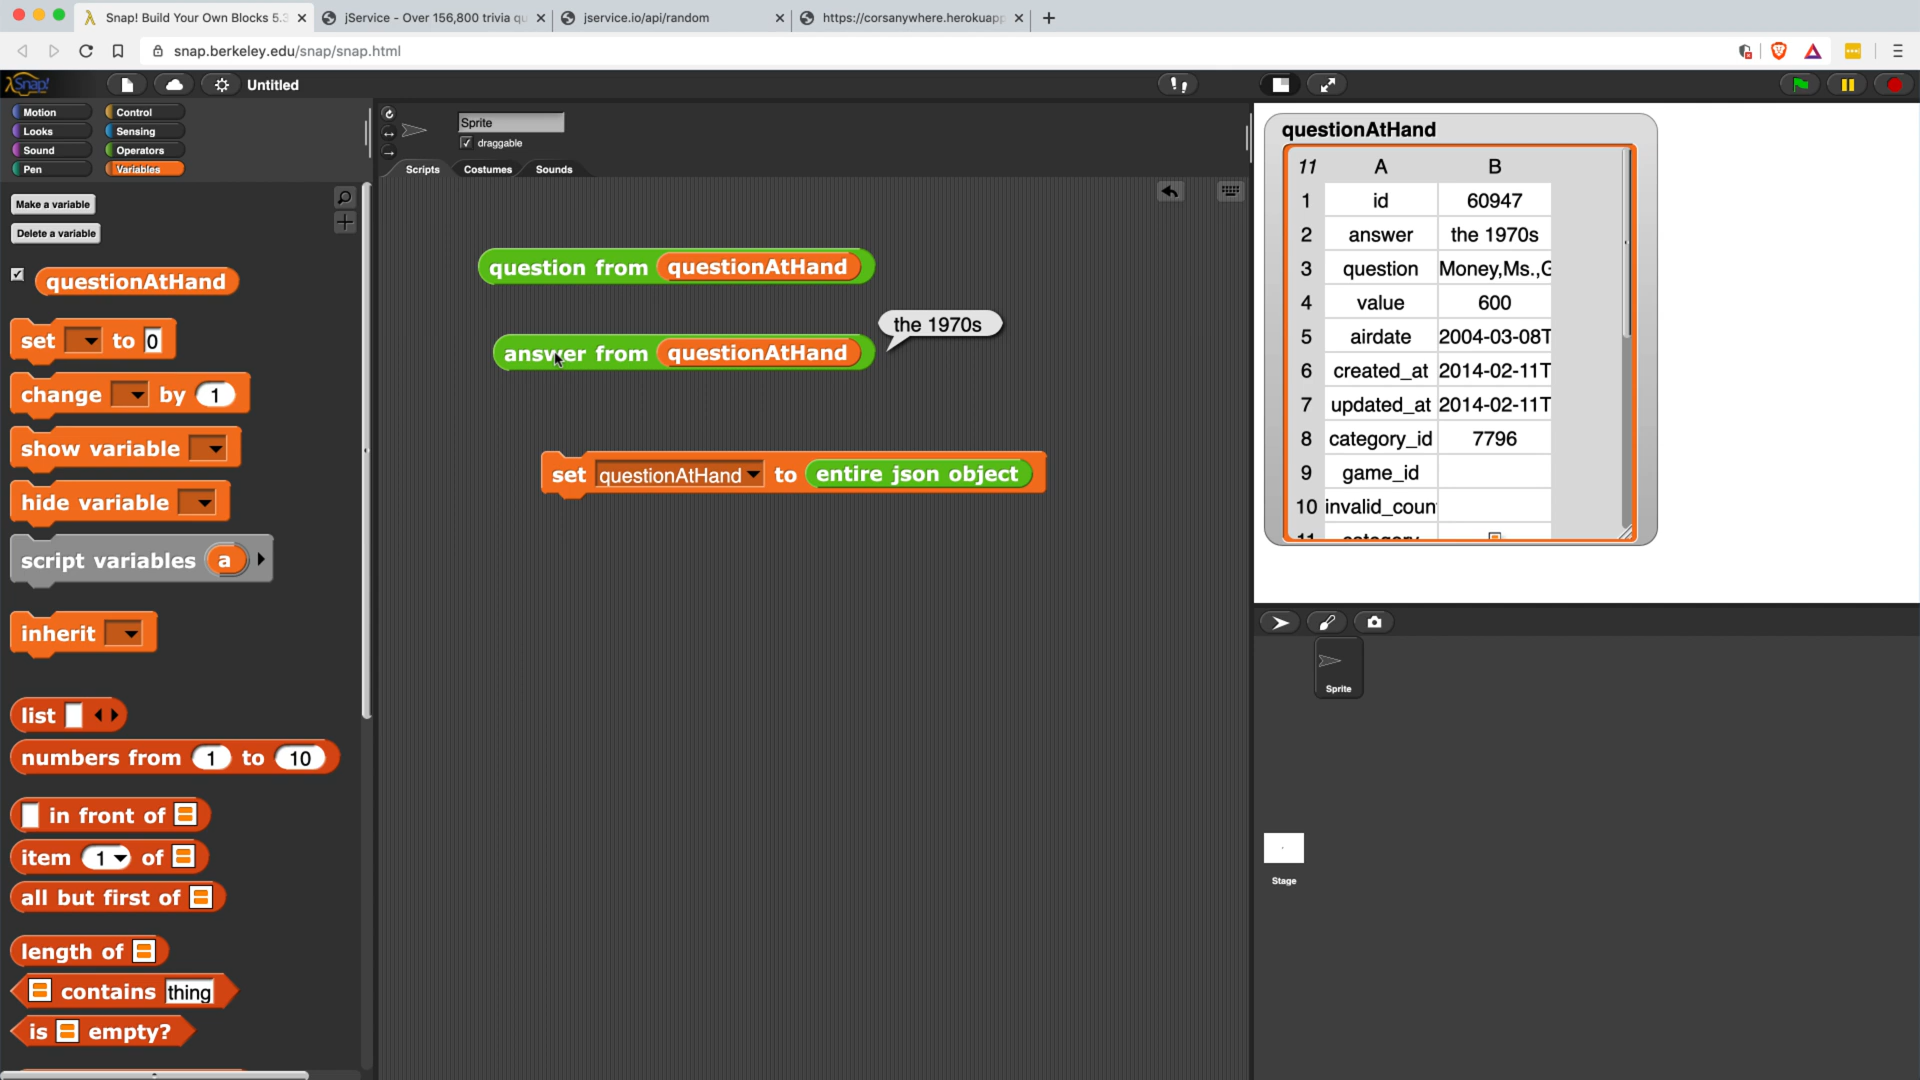 Snap! Build Your Own Blocks 5.3
jService - Over 156,800 trivia qu
jservice.io/api/random
https://corsanywhere.herokuapp
snap.berkeley.edu/snap/snap.html
Snap!
Untitled
Motion
Control
Looks
Sensing
Sound
Operators
Pen
Variables
Sprite
draggable
Scripts
Costumes
Sounds
Make a variable
Delete a variable
questionAtHand
set to 0
change by 1
show variable
hide variable
script variables a
inherit
list
numbers from 1 to 10
in front of
item 1 of
all but first of
length of
contains thing
is empty?
question from questionAtHand
the 1970s
answer from questionAtHand
set questionAtHand to entire json object
questionAtHand
11 A B
1 id 60947
2 answer the 1970s
3 question Money,Ms.,G
4 value 600
5 airdate 2004-03-08T
6 created_at 2014-02-11T
7 updated_at 2014-02-11T
8 category_id 7796
9 game_id
10 invalid_coun
11 category
Sprite
Stage